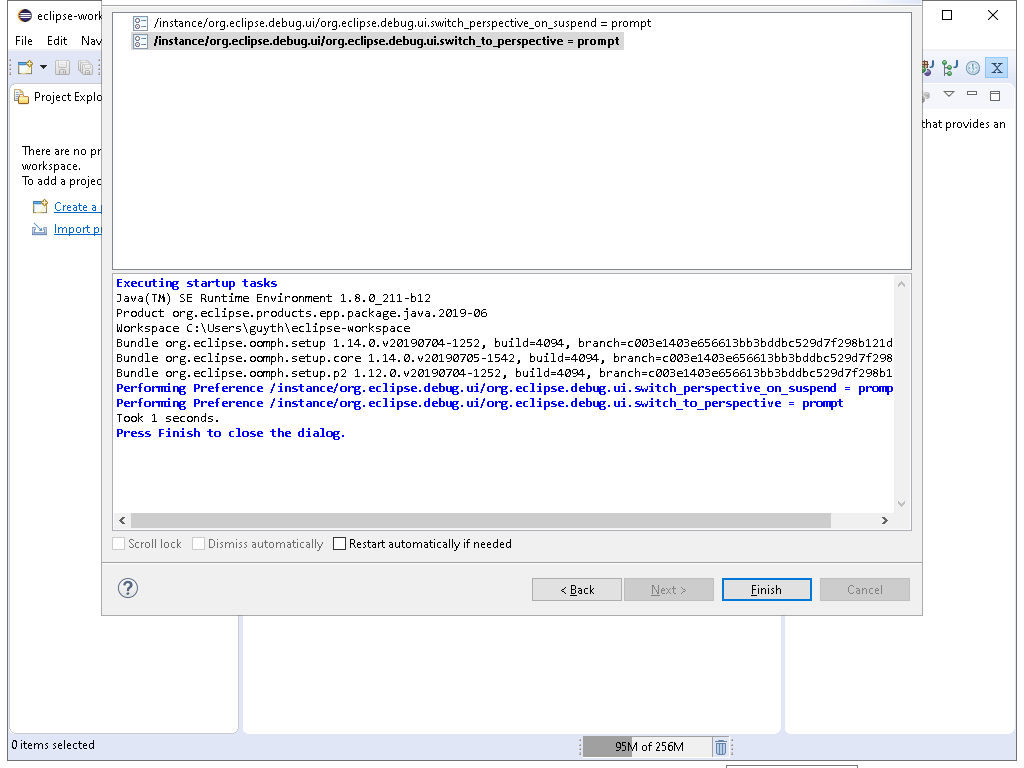 eclipse-work
File Edit Nav
/instance/org.eclipse.debug.ui/org.eclipse.debug.ui.switch_perspective_on_suspend = prompt
/instance/org.eclipse.debug.ui/org.eclipse.debug.ui.switch_to_perspective = prompt
Project Explo
that provides an
There are no pr
workspace.
To add a projec
Create a p
Import pr
Executing startup tasks
Java(TM) SE Runtime Environment 1.8.0_211-b12
Product org.eclipse.products.epp.package.java.2019-06
Workspace C:\Users\guyth\eclipse-workspace
Bundle org.eclipse.oomph.setup 1.14.0.v20190704-1252, build=4094, branch=c003e1403e656613bb3bddbc529d7f298b121d
Bundle org.eclipse.oomph.setup.core 1.14.0.v20190705-1542, build=4094, branch=c003e1403e656613bb3bddbc529d7f298
Bundle org.eclipse.oomph.setup.p2 1.12.0.v20190704-1252, build=4094, branch=c003e1403e656613bb3bddbc529d7f298b1
Performing Preference /instance/org.eclipse.debug.ui/org.eclipse.debug.ui.switch_perspective_on_suspend = promp
Performing Preference /instance/org.eclipse.debug.ui/org.eclipse.debug.ui.switch_to_perspective = prompt
Took 1 seconds.
Press Finish to close the dialog.
Scroll lock Dismiss automatically Restart automatically if needed
? < Back Next > Finish Cancel
0 items selected
95M of 256M